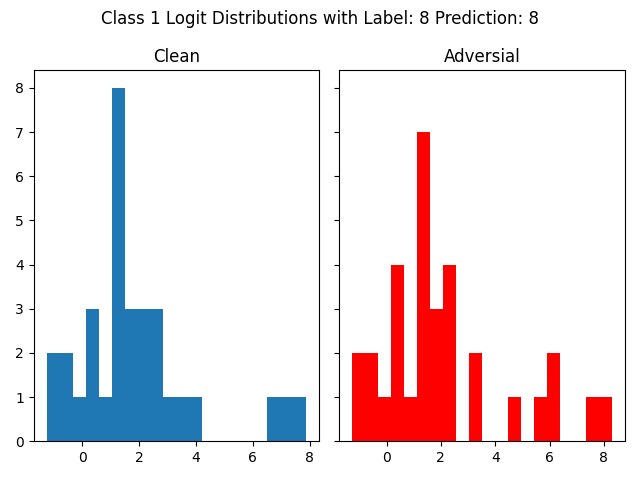 Class 1 Logit Distributions with Label: 8 Prediction: 8
Clean
Adversial
8
7
6
5
4
3
2
1
0
0 2 4 6 8
0 2 4 6 8